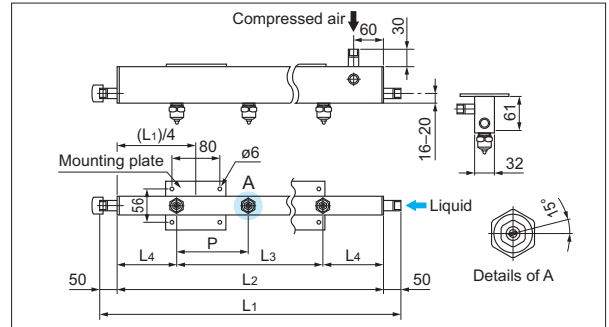 Compressed air
60
30
16–20
61
32
(L1)/4
80
ø6
Mounting plate
A
56
Liquid
15°
P
L4
L3
L4
Details of A
50
L2
50
L1